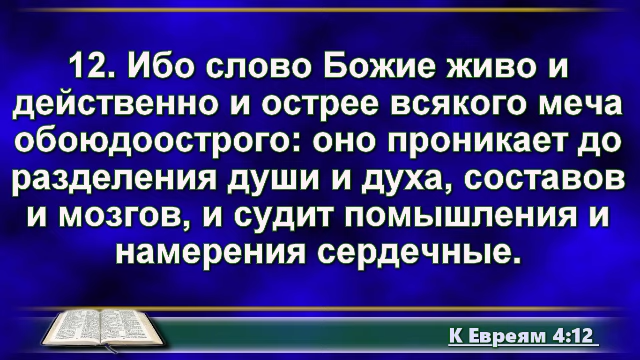 12. Ибо слово Божие живо и
действенно и острее всякого меча
обоюдоострого: оно проникает до
разделения души и духа, составов
и мозгов, и судит помышления и
намерения сердечные.
К Евреям 4:12